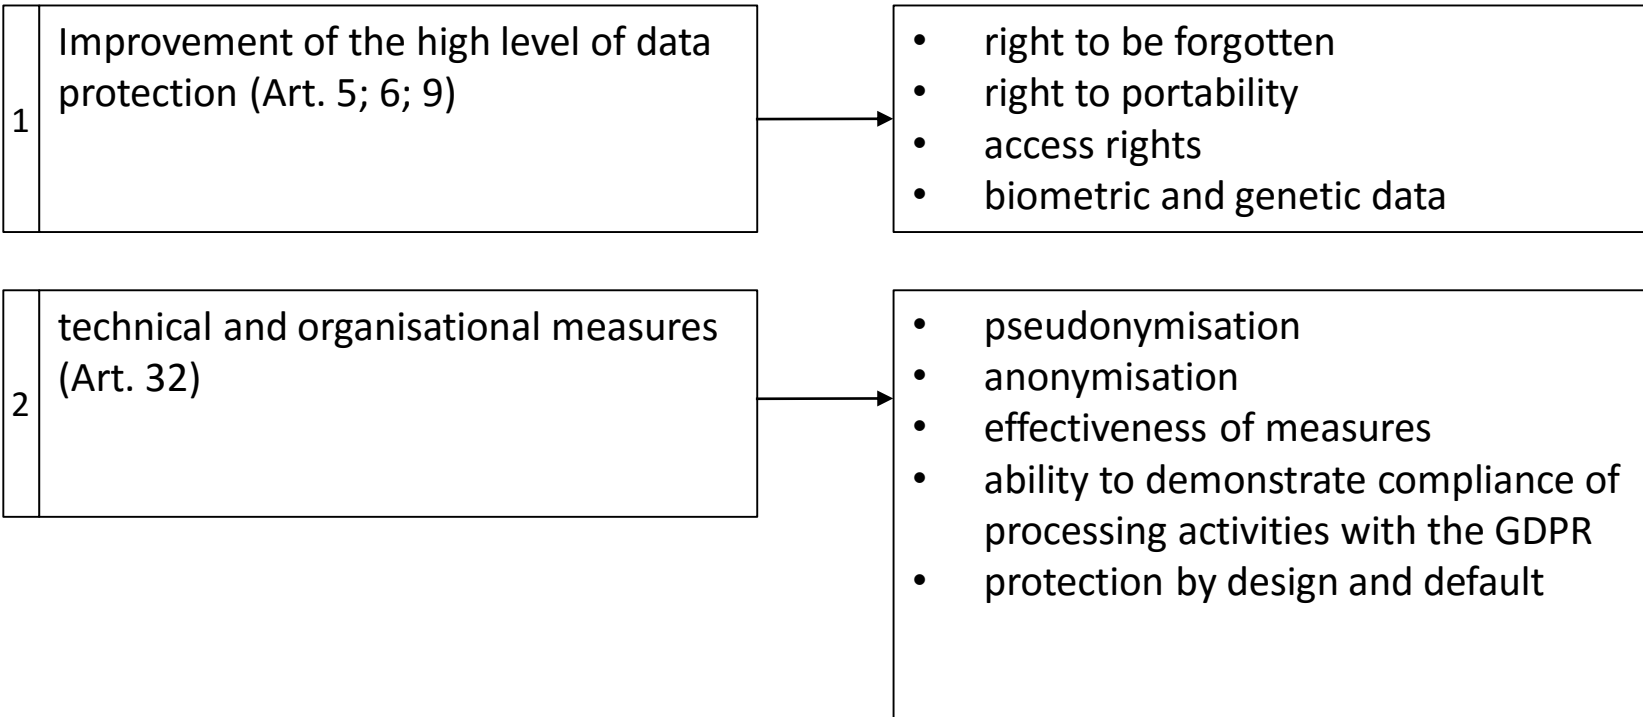 1
Improvement of the high level of data
protection (Art. 5; 6; 9)
• right to be forgotten
• right to portability
• access rights
• biometric and genetic data
2
technical and organisational measures
(Art. 32)
• pseudonymisation
• anonymisation
• effectiveness of measures
• ability to demonstrate compliance of
processing activities with the GDPR
• protection by design and default